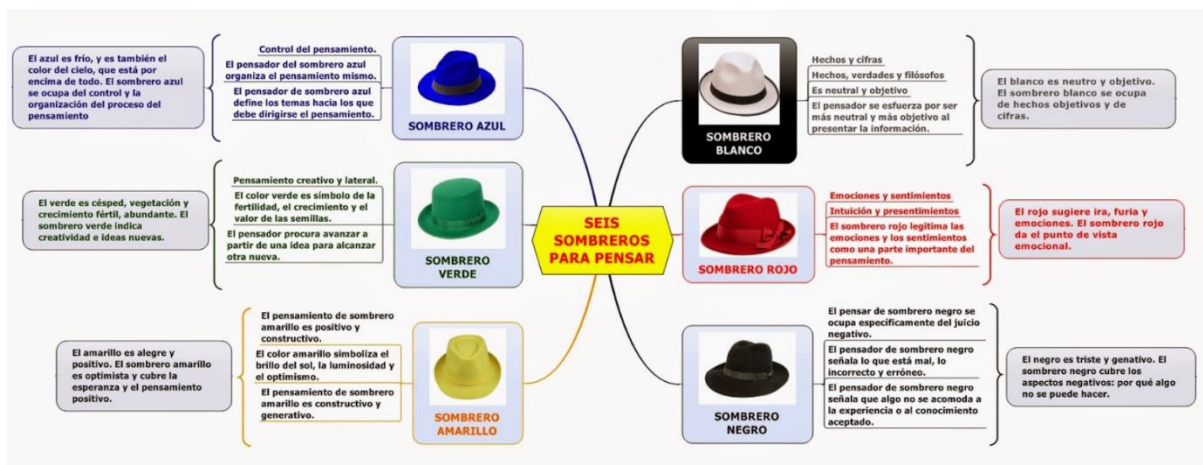 El azul es frío, y es también el
color del cielo, que está por
encima de todo. El sombrero azul
se ocupa del control y la
organización del proceso del
pensamiento
Control del pensamiento.
El pensador del sombrero azul
organiza el pensamiento mismo.
El pensador de sombrero azul
define los temas hacia los que
debe dirigirse el pensamiento.
SOMBRERO AZUL
El verde es césped, vegetación y
crecimiento fértil, abundante. El
sombrero verde indica
creatividad e ideas nuevas.
Pensamiento creativo y lateral.
El color verde es símbolo de la
fertilidad, el crecimiento y el
valor de las semillas.
El pensador procura avanzar a
partir de una idea para alcanzar
otra nueva.
SOMBRERO
VERDE
El amarillo es alegre y
positivo. El sombrero amarillo
es optimista y cubre la
esperanza y el pensamiento
positivo.
El pensamiento de sombrero
amarillo es positivo y
constructivo.
El color amarillo simboliza el
brillo del sol, la luminosidad y
el optimismo.
El pensamiento de sombrero
amarillo es constructivo y
generativo.
SOMBRERO
AMARILLO
SEIS
SOMBREROS
PARA PENSAR
SOMBRERO
BLANCO
Hechos y cifras
Hechos, verdades y filósofos
Es neutral y objetivo
El pensador se esfuerza por ser
más neutral y más objetivo al
presentar la información.
El blanco es neutro y objetivo.
El sombrero blanco se ocupa
de hechos objetivos y de
cifras.
SOMBRERO ROJO
Emociones y sentimientos
Intuición y presentimientos
El sombrero rojo legitima las
emociones y los sentimientos
como una parte importante del
pensamiento.
El rojo sugiere ira, furia y
emociones. El sombrero rojo
da el punto de vista
emocional.
SOMBRERO
NEGRO
El pensar de sombrero negro se
ocupa específicamente del juicio
negativo.
El pensador de sombrero negro
señala lo que está mal, lo
incorrecto y erróneo.
El pensador de sombrero negro
señala que algo no se acomoda a
la experiencia o al conocimiento
aceptado.
El negro es triste y genativo. El
sombrero negro cubre los
aspectos negativos: por qué algo
no se puede hacer.